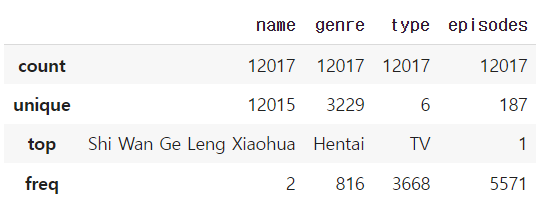 name genre type episodes
count 12017 12017 12017 12017
unique 12015 3229 6 187
top Shi Wan Ge Leng Xiaohua Hentai TV 1
freq 2 816 3668 5571